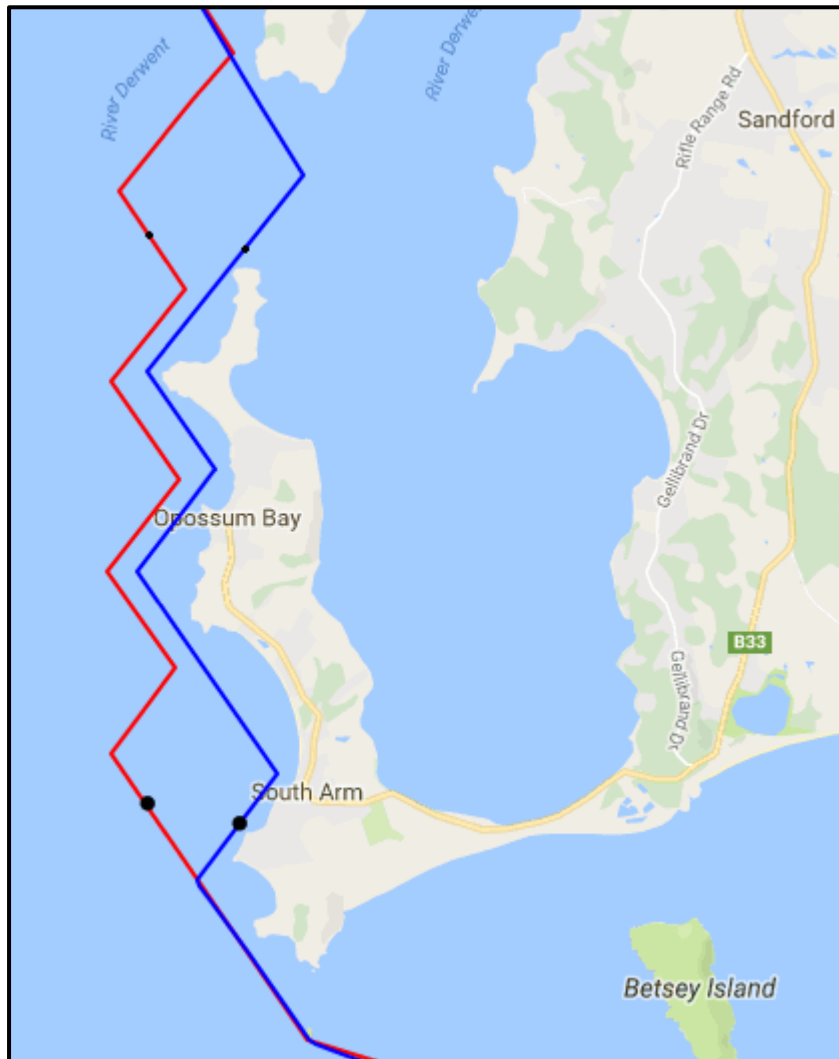 River Derwent
River Derwe
Rifle Range Rd
Sandford
Gellibrand Dr
Opossum Bay
B33
Gellibrand Dr
South Arm
Betsey Island